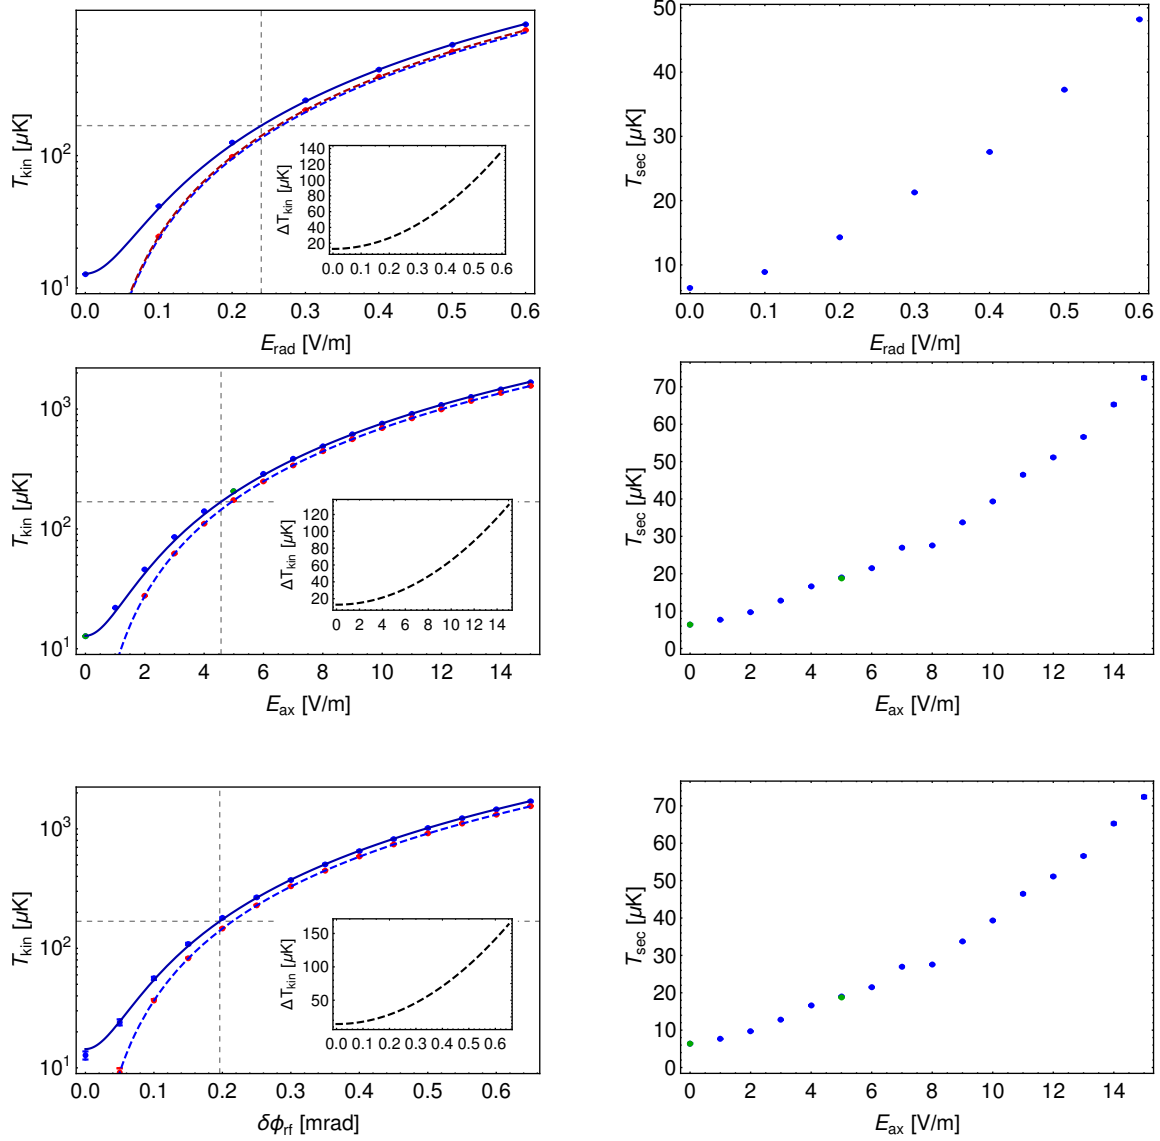 T_kin [μK]
10^2
10^1
0.0 0.1 0.2 0.3 0.4 0.5 0.6
E_rad [V/m]
ΔT_kin [μK]
140
120
100
80
60
40
20
0.0 0.1 0.2 0.3 0.4 0.5 0.6
T_sec [μK]
50
40
30
20
10
0.0 0.1 0.2 0.3 0.4 0.5 0.6
E_rad [V/m]
T_kin [μK]
10^3
10^2
10^1
0 2 4 6 8 10 12 14
E_ax [V/m]
ΔT_kin [μK]
120
100
80
60
40
20
0 2 4 6 8 10 12 14
T_sec [μK]
70
60
50
40
30
20
10
0
0 2 4 6 8 10 12 14
E_ax [V/m]
T_kin [μK]
10^3
10^2
10^1
0.0 0.1 0.2 0.3 0.4 0.5 0.6
δϕ_rf [mrad]
ΔT_kin [μK]
150
100
50
0.0 0.1 0.2 0.3 0.4 0.5 0.6
T_sec [μK]
70
60
50
40
30
20
10
0
0 2 4 6 8 10 12 14
E_ax [V/m]